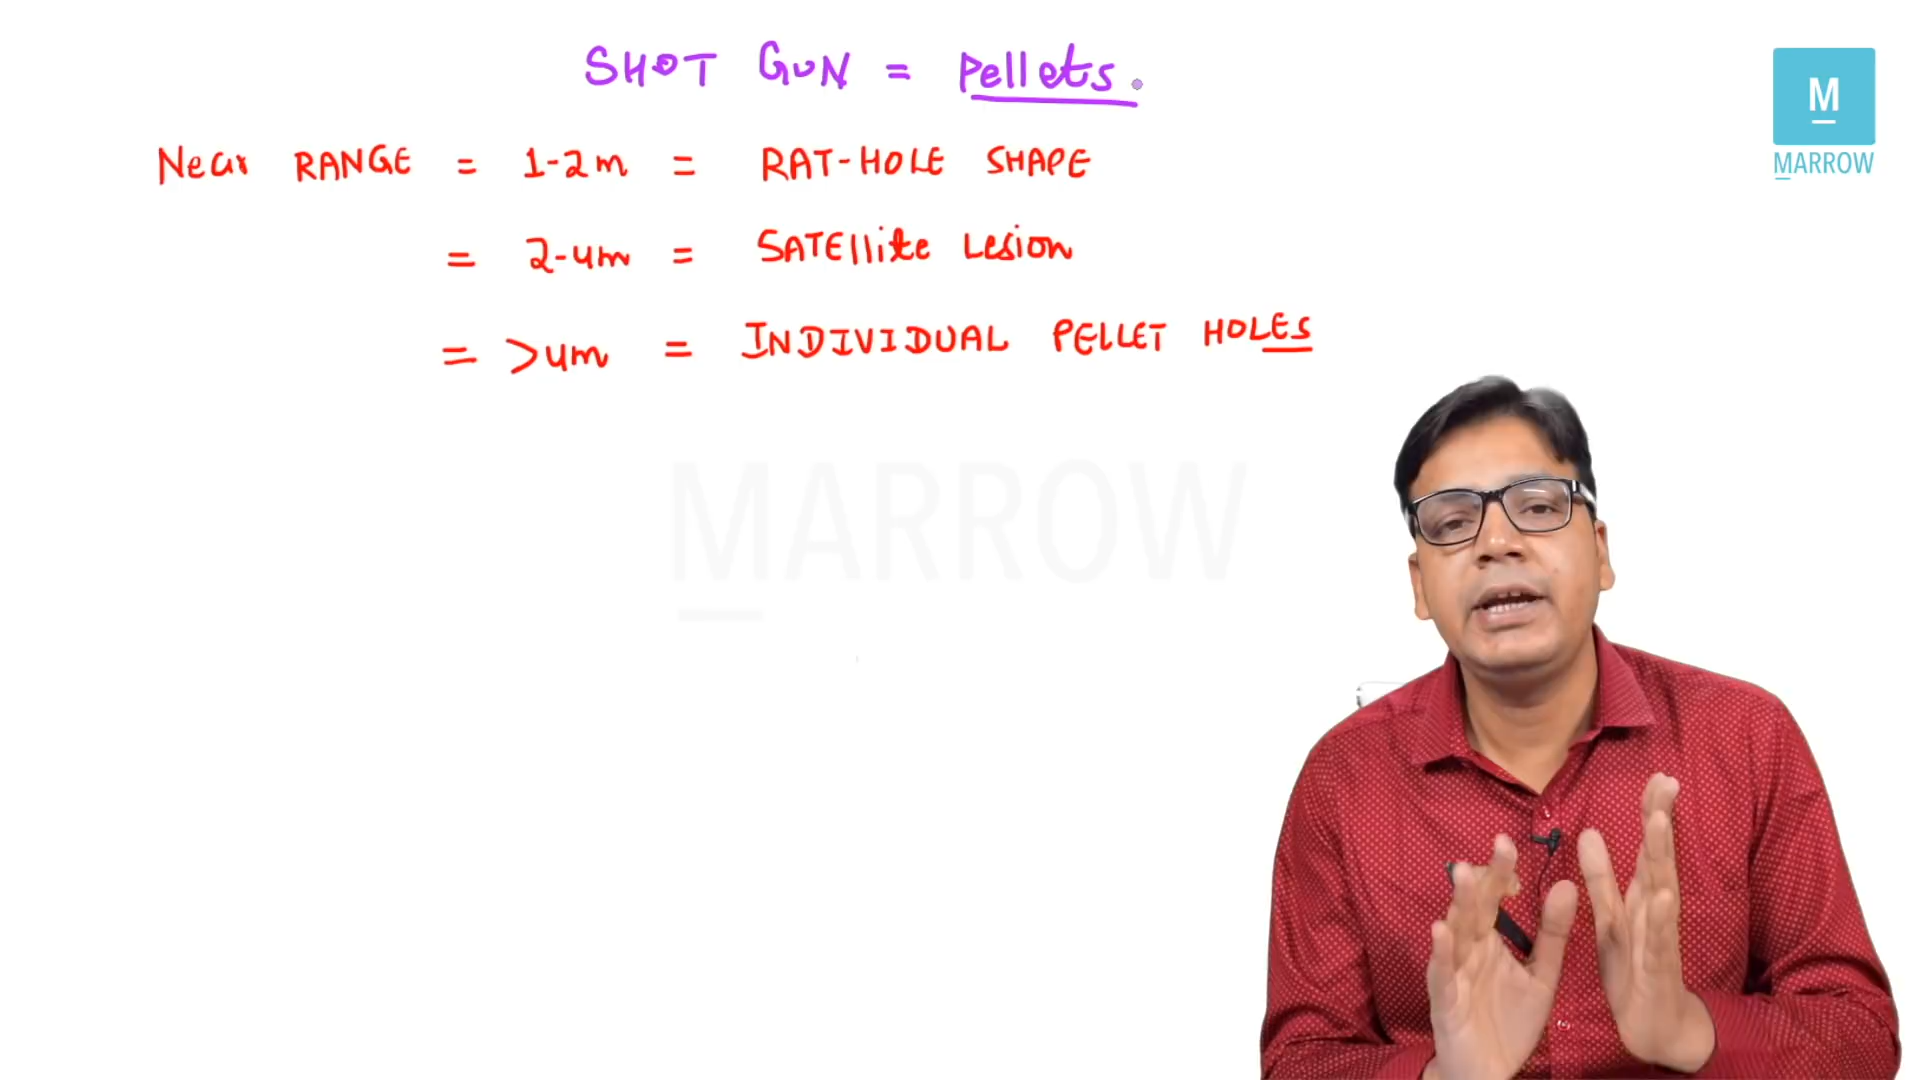 SHOT GUN = Pellets.
M
MARROW
Near RANGE = 1-2m = RAT-HOLE SHAPE
= 2-4m = SATEllite Lesion
= >4m = INDIVIDUAL PELLET HOLES
MARROW